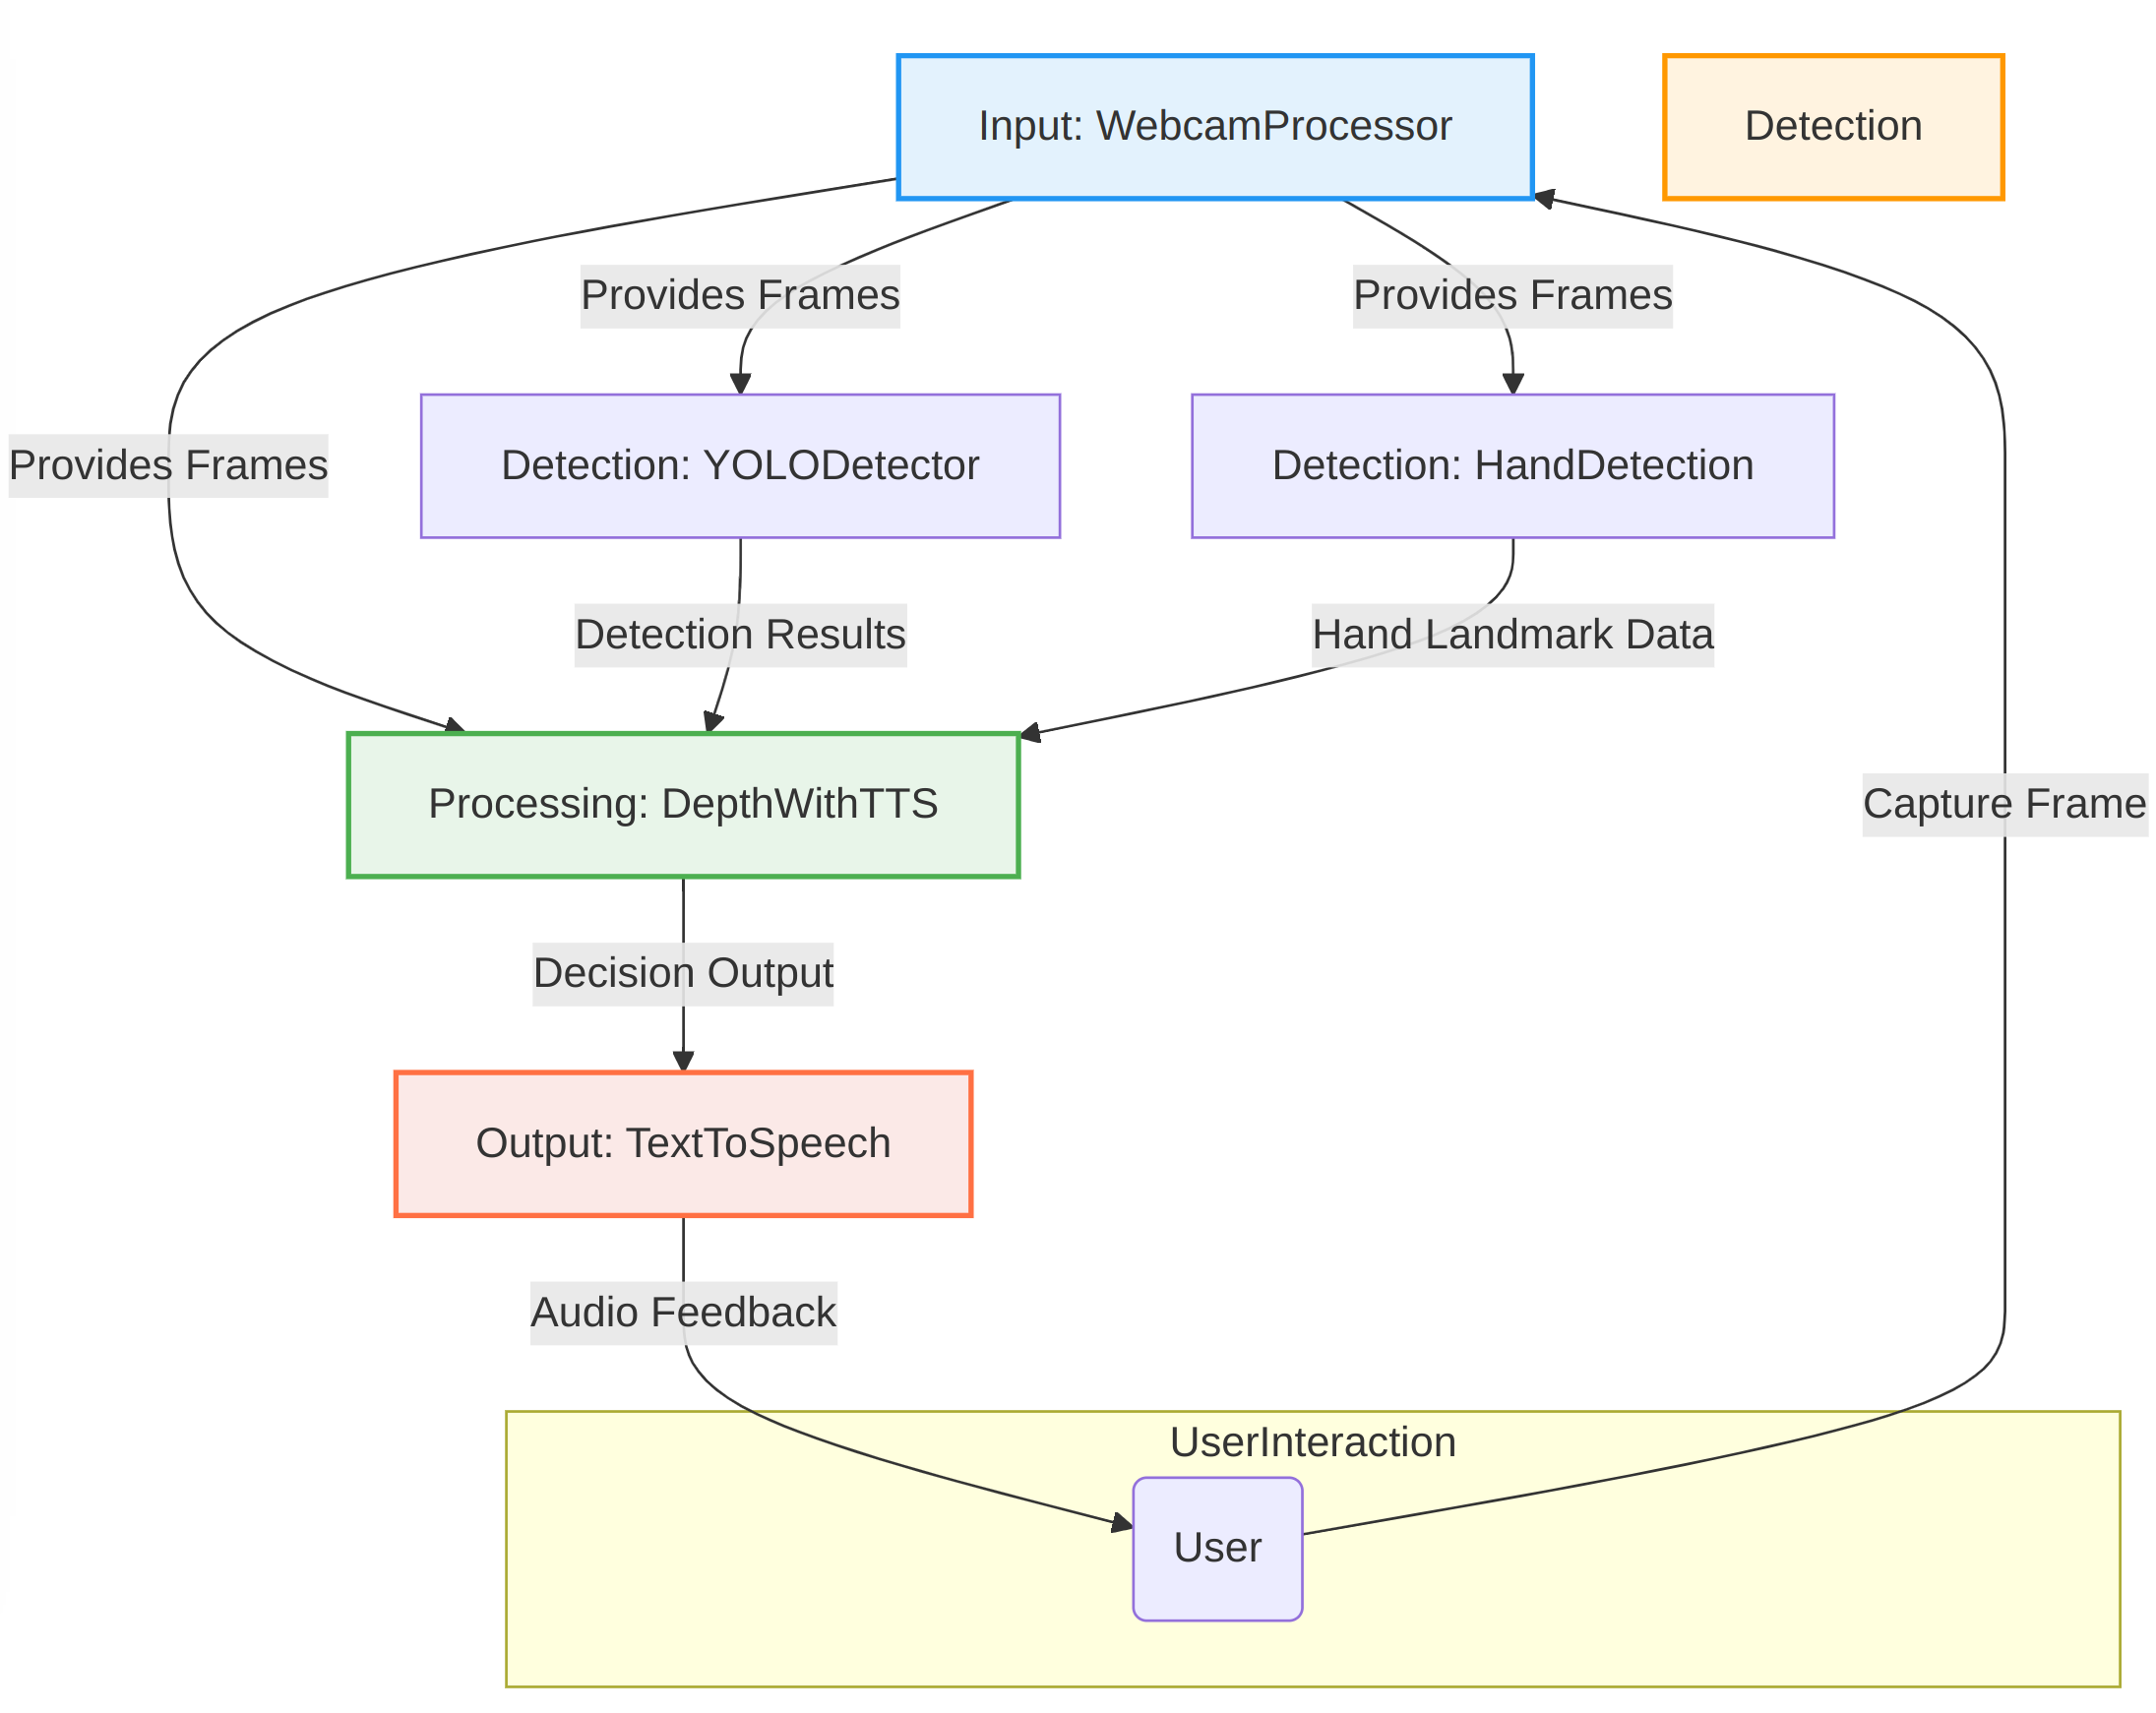 Input: WebcamProcessor
Detection
Provides Frames
Provides Frames
Provides Frames
Detection: YOLODetector
Detection: HandDetection
Detection Results
Hand Landmark Data
Processing: DepthWithTTS
Capture Frame
Decision Output
Output: TextToSpeech
Audio Feedback
UserInteraction
User